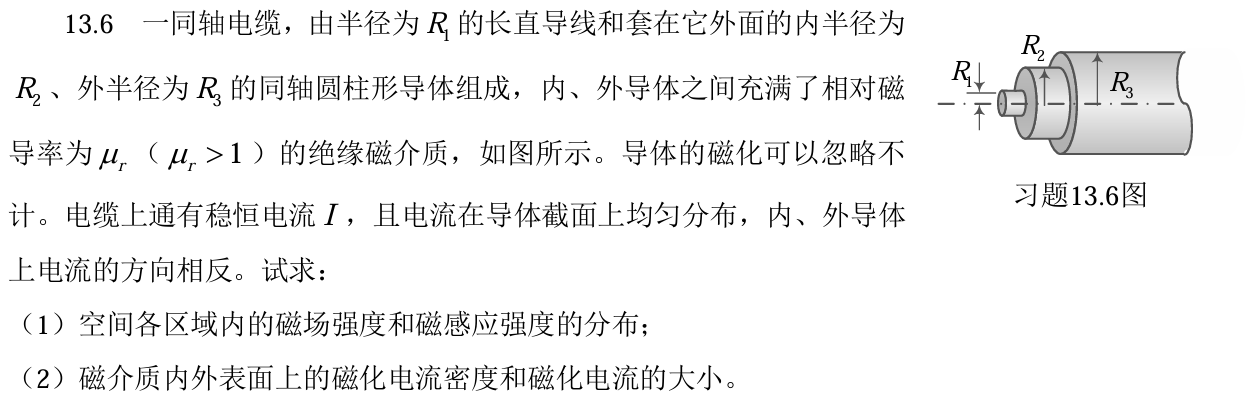 13.6 一同轴电缆，由半径为 R₁ 的长直导线和套在它外面的内半径为
R₂、外半径为 R₃ 的同轴圆柱形导体组成，内、外导体之间充满了相对磁
导率为 μᵣ（μᵣ >1）的绝缘磁介质，如图所示。导体的磁化可以忽略不
计。电缆上通有稳恒电流 I，且电流在导体截面上均匀分布，内、外导体
上电流的方向相反。试求：
（1）空间各区域内的磁场强度和磁感应强度的分布；
（2）磁介质内外表面上的磁化电流密度和磁化电流的大小。
R₂
R₁
R₃
习题13.6图